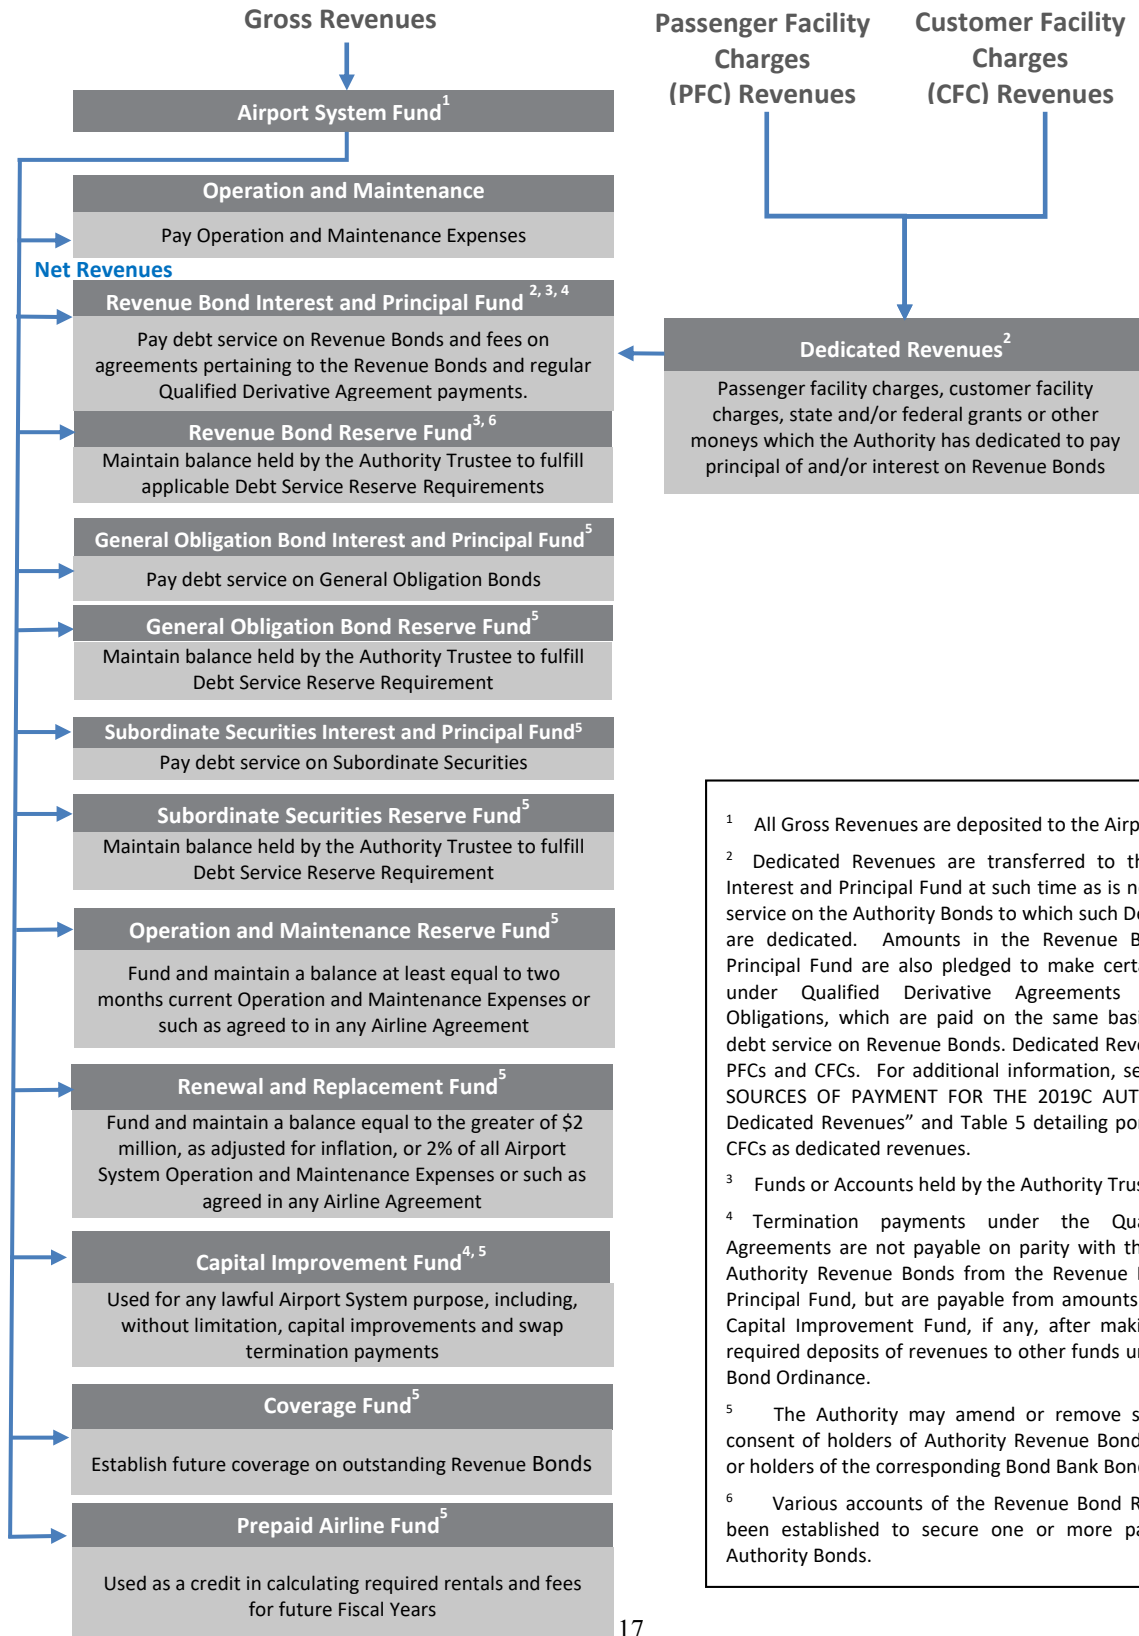 Gross Revenues
Airport System Fund1
Operation and Maintenance
Pay Operation and Maintenance Expenses
Net Revenues
Revenue Bond Interest and Principal Fund 2, 3, 4
Pay debt service on Revenue Bonds and fees on
agreements pertaining to the Revenue Bonds and regular
Qualified Derivative Agreement payments.
Revenue Bond Reserve Fund3, 6
Maintain balance held by the Authority Trustee to fulfill
applicable Debt Service Reserve Requirements
General Obligation Bond Interest and Principal Fund5
Pay debt service on General Obligation Bonds
General Obligation Bond Reserve Fund5
Maintain balance held by the Authority Trustee to fulfill
Debt Service Reserve Requirement
Subordinate Securities Interest and Principal Fund5
Pay debt service on Subordinate Securities
Subordinate Securities Reserve Fund5
Maintain balance held by the Authority Trustee to fulfill
Debt Service Reserve Requirement
Operation and Maintenance Reserve Fund5
Fund and maintain a balance at least equal to two
months current Operation and Maintenance Expenses or
such as agreed to in any Airline Agreement
Renewal and Replacement Fund5
Fund and maintain a balance equal to the greater of $2
million, as adjusted for inflation, or 2% of all Airport
System Operation and Maintenance Expenses or such as
agreed in any Airline Agreement
Capital Improvement Fund4, 5
Used for any lawful Airport System purpose, including,
without limitation, capital improvements and swap
termination payments
Coverage Fund5
Establish future coverage on outstanding Revenue Bonds
Prepaid Airline Fund5
Used as a credit in calculating required rentals and fees
for future Fiscal Years
Passenger Facility
Charges
(PFC) Revenues
Customer Facility
Charges
(CFC) Revenues
Dedicated Revenues2
Passenger facility charges, customer facility
charges, state and/or federal grants or other
moneys which the Authority has dedicated to pay
principal of and/or interest on Revenue Bonds
1 All Gross Revenues are deposited to the Airp
2 Dedicated Revenues are transferred to th
Interest and Principal Fund at such time as is n
service on the Authority Bonds to which such D
are dedicated. Amounts in the Revenue B
Principal Fund are also pledged to make cert
under Qualified Derivative Agreements
Obligations, which are paid on the same basi
debt service on Revenue Bonds. Dedicated Reve
PFCs and CFCs. For additional information, se
SOURCES OF PAYMENT FOR THE 2019C AUT
Dedicated Revenues” and Table 5 detailing po
CFCs as dedicated revenues.
3 Funds or Accounts held by the Authority Trus
4 Termination payments under the Qua
Agreements are not payable on parity with th
Authority Revenue Bonds from the Revenue
Principal Fund, but are payable from amounts
Capital Improvement Fund, if any, after maki
required deposits of revenues to other funds u
Bond Ordinance.
5 The Authority may amend or remove s
consent of holders of Authority Revenue Bond
or holders of the corresponding Bond Bank Bon
6 Various accounts of the Revenue Bond R
been established to secure one or more pa
Authority Bonds.
17